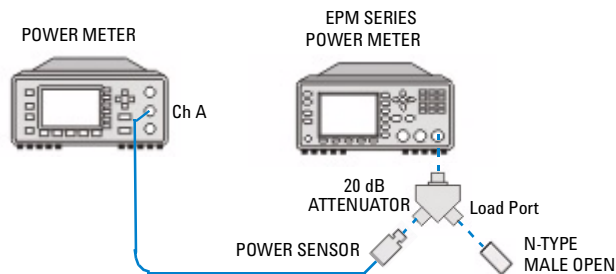 EPM SERIES
POWER METER
POWER METER
Ch A
20 dB
ATTENUATOR
Load Port
POWER SENSOR
N-TYPE
MALE OPEN